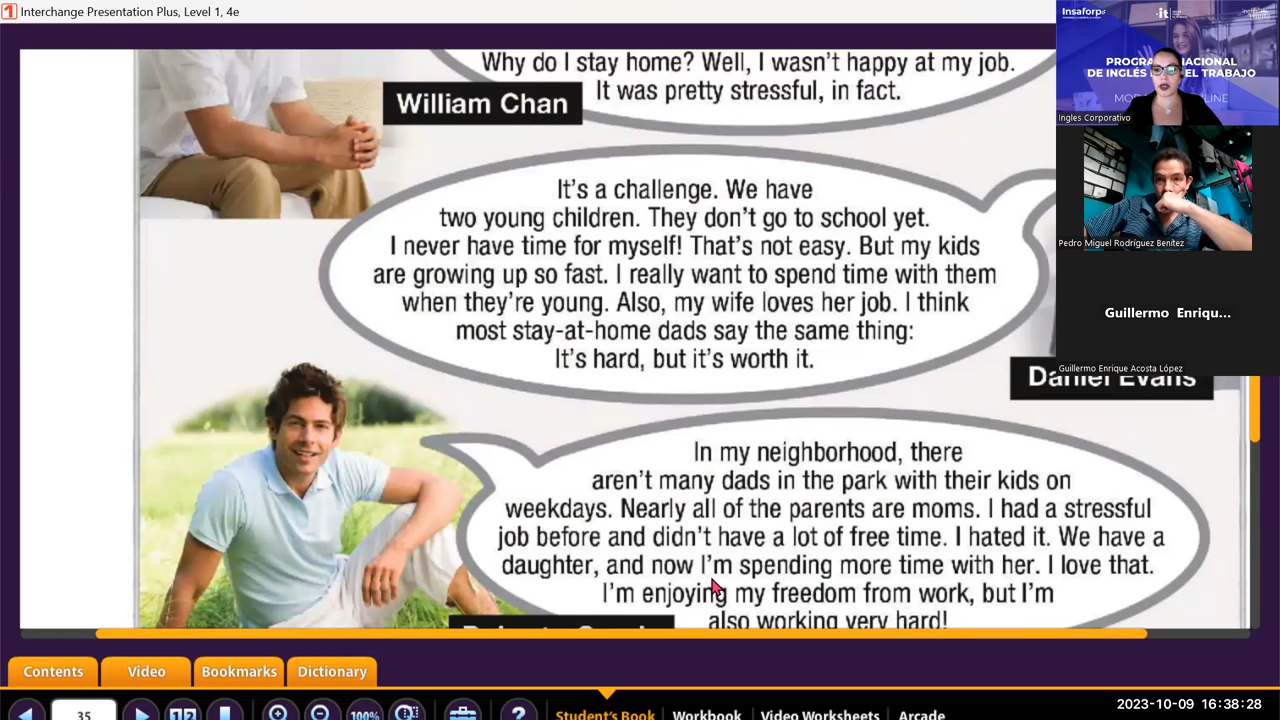 Interchange Presentation Plus, Level 1, 4e
Why do I stay home? Well, I wasn't happy at my job.
It was pretty stressful, in fact.
William Chan
It's a challenge. We have
two young children. They don't go to school yet.
I never have time for myself! That's not easy. But my kids
are growing up so fast. I really want to spend time with them
when they're young. Also, my wife loves her job. I think
most stay-at-home dads say the same thing:
It's hard, but it's worth it.
Daniel Evans
In my neighborhood, there
aren't many dads in the park with their kids on
weekdays. Nearly all of the parents are moms. I had a stressful
job before and didn't have a lot of free time. I hated it. We have a
daughter, and now I'm spending more time with her. I love that.
I'm enjoying my freedom from work, but I'm
also working very hard!
Insaforp
PROGR NACIONAL
DE INGLÉS EL TRABAJO
Ingles Corporativo
Pedro Miguel Rodríguez Benítez
Guillermo Enriqu...
Guillermo Enrique Acosta López
Contents
Video
Bookmarks
Dictionary
35
100%
?
Student's Book
Workbook
Video Worksheets
Arcade
2023-10-09 16:38:28